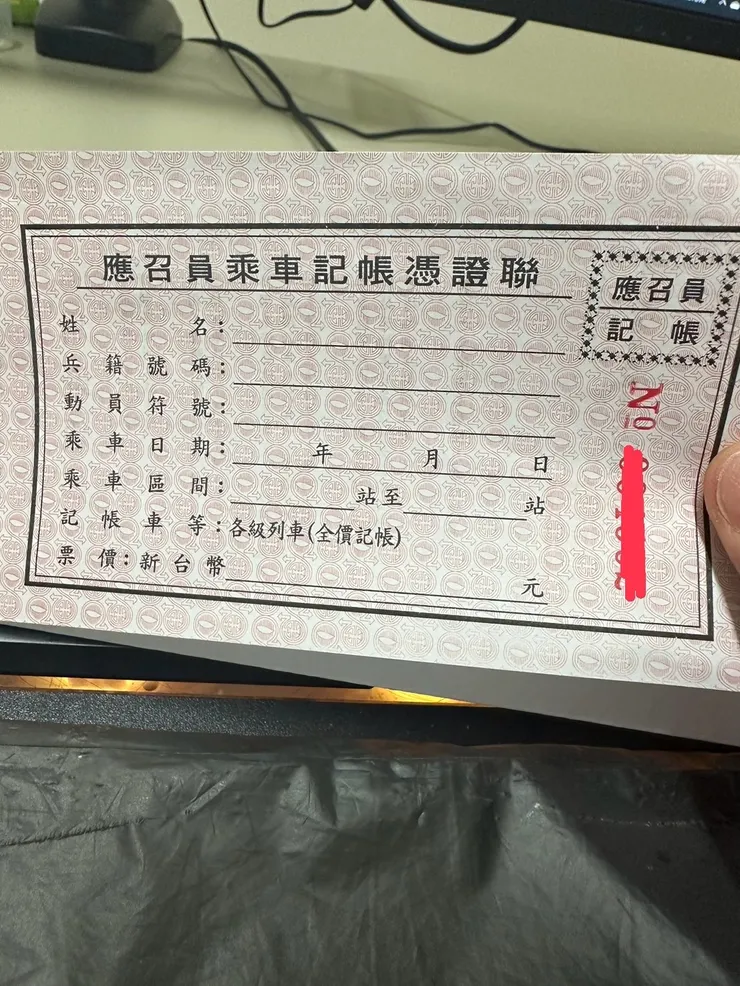 應召員乘車記帳憑證聯
應召員
記帳
姓名：
兵籍號碼：
動員符號：
乘車日期： 年 月 日
乘車區間： 站至 站
記帳車等：各級列車(全價記帳)
票價：新台幣 元
No